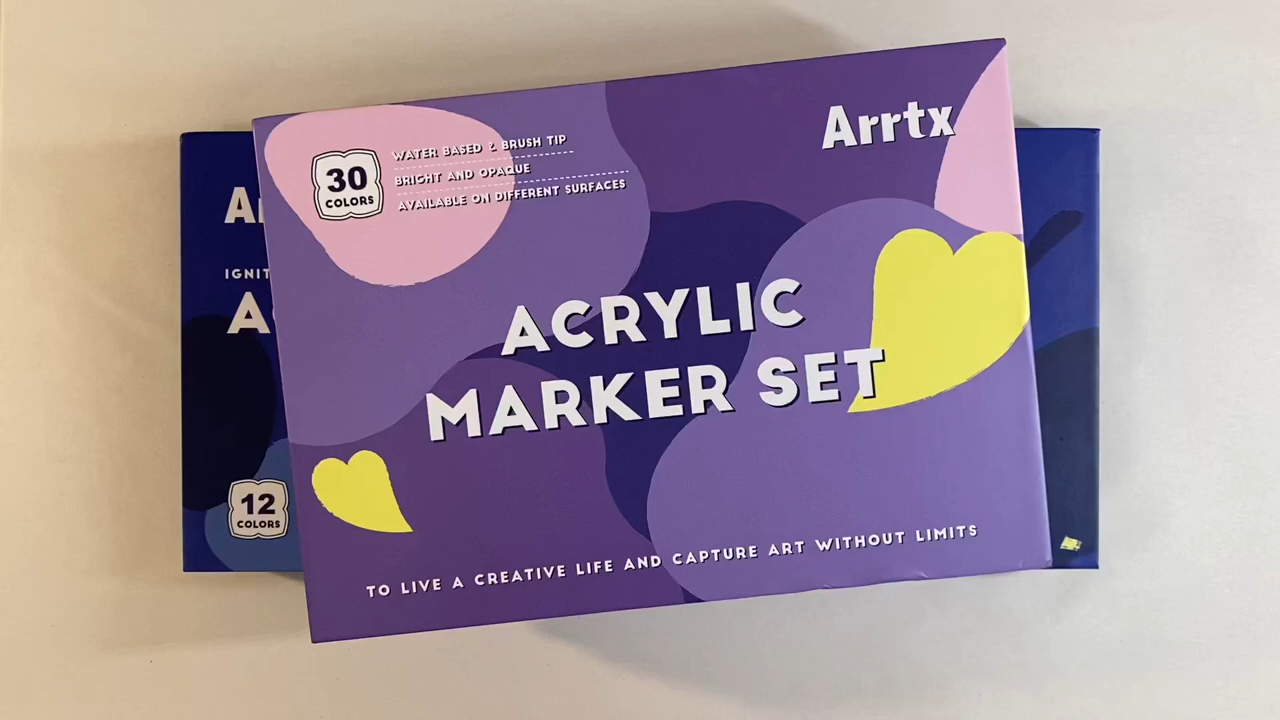 Arrtx
30
COLORS
WATER BASED & BRUSH TIP
BRIGHT AND OPAQUE
AVAILABLE ON DIFFERENT SURFACES
ACRYLIC
MARKER SET
TO LIVE A CREATIVE LIFE AND CAPTURE ART WITHOUT LIMITS
12
COLORS